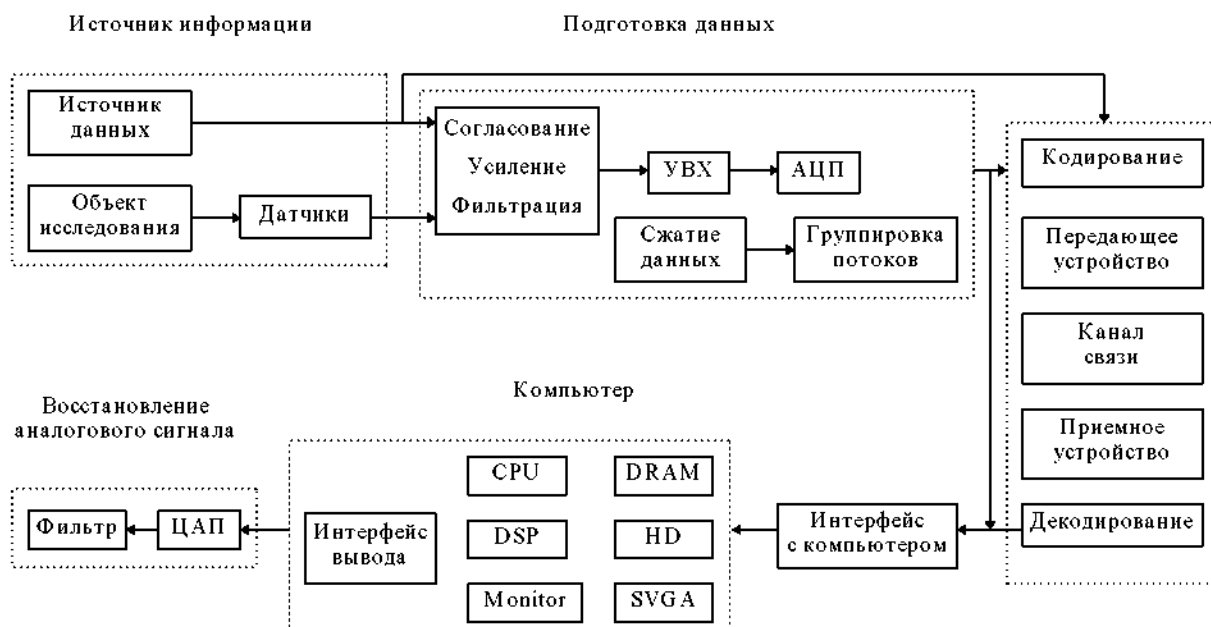 Источник информации
Подготовка данных
Источник
данных
Объект
исследования
Датчики
Согласование
Усиление
Фильтрация
УВХ
АЦП
Сжатие
данных
Группировка
потоков
Кодирование
Передающее
устройство
Канал
связи
Приемное
устройство
Декодирование
Восстановление
аналогового сигнала
Компьютер
Фильтр
ЦАП
Интерфейс
вывода
CPU
DRAM
DSP
HD
Monitor
SVGA
Интерфейс
с компьютером